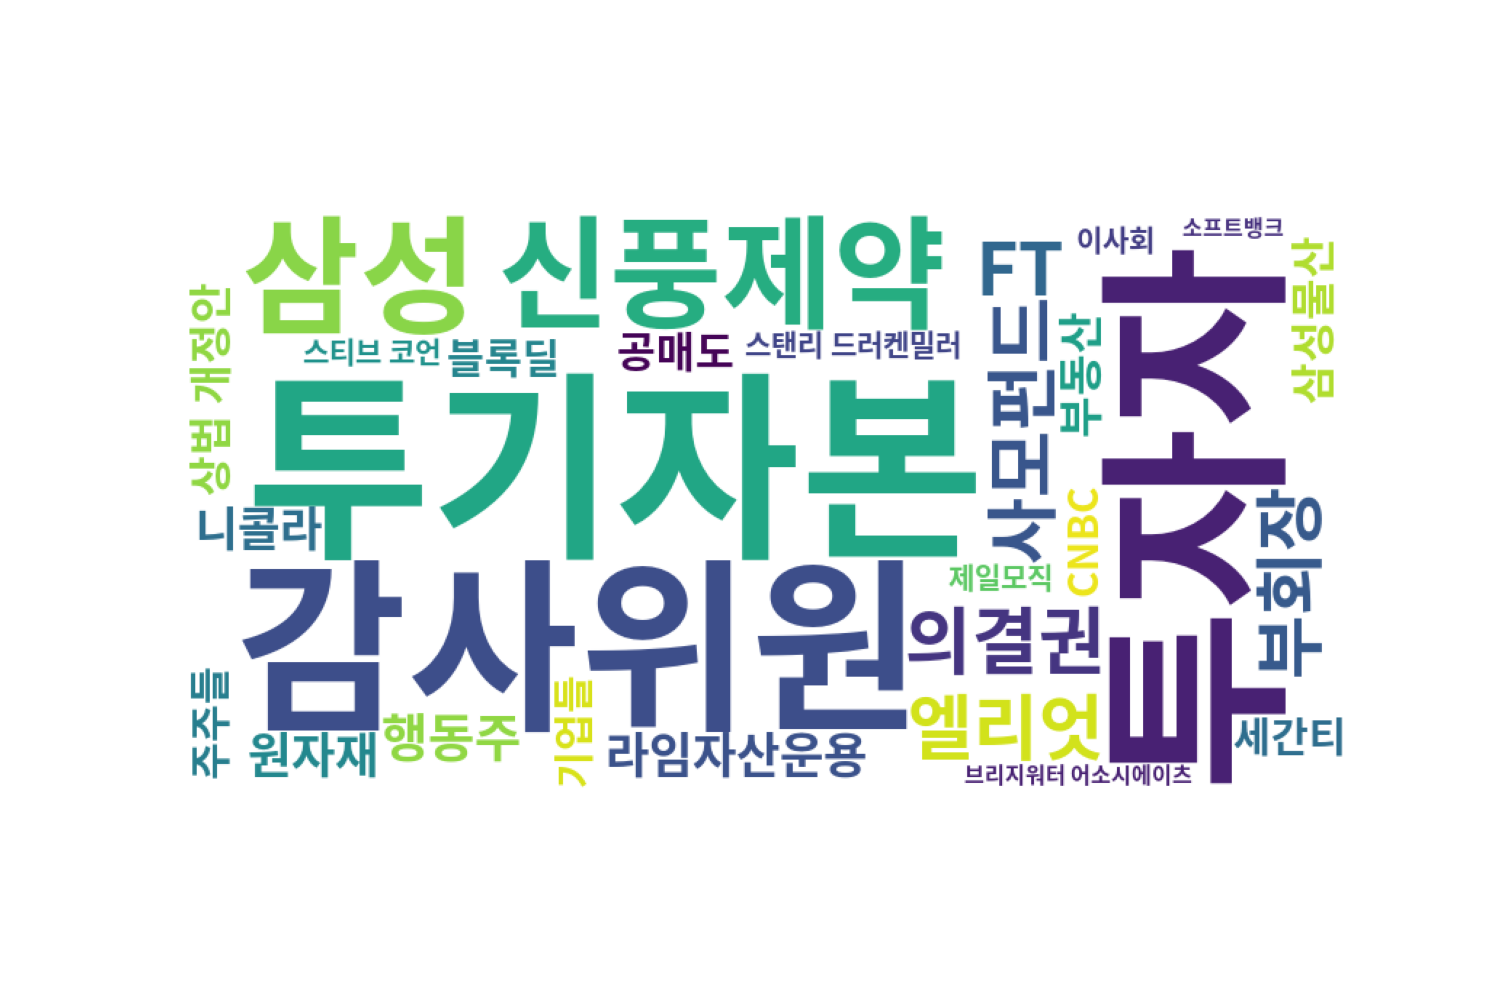 삼성
신풍제약
FT
이사회
소프트뱅크
삼성물산
상법 개정안
스티브 코언
블록딜
공매도
스탠리 드러켄밀러
사모펀드
부동산
투자자
투기자본
니콜라
CNBC
부회장
제일모직
감사위원
의결권
주주들
원자재
행동주
기업들
라임자산운용
엘리엇
세간티
브리지워터 어소시에이츠